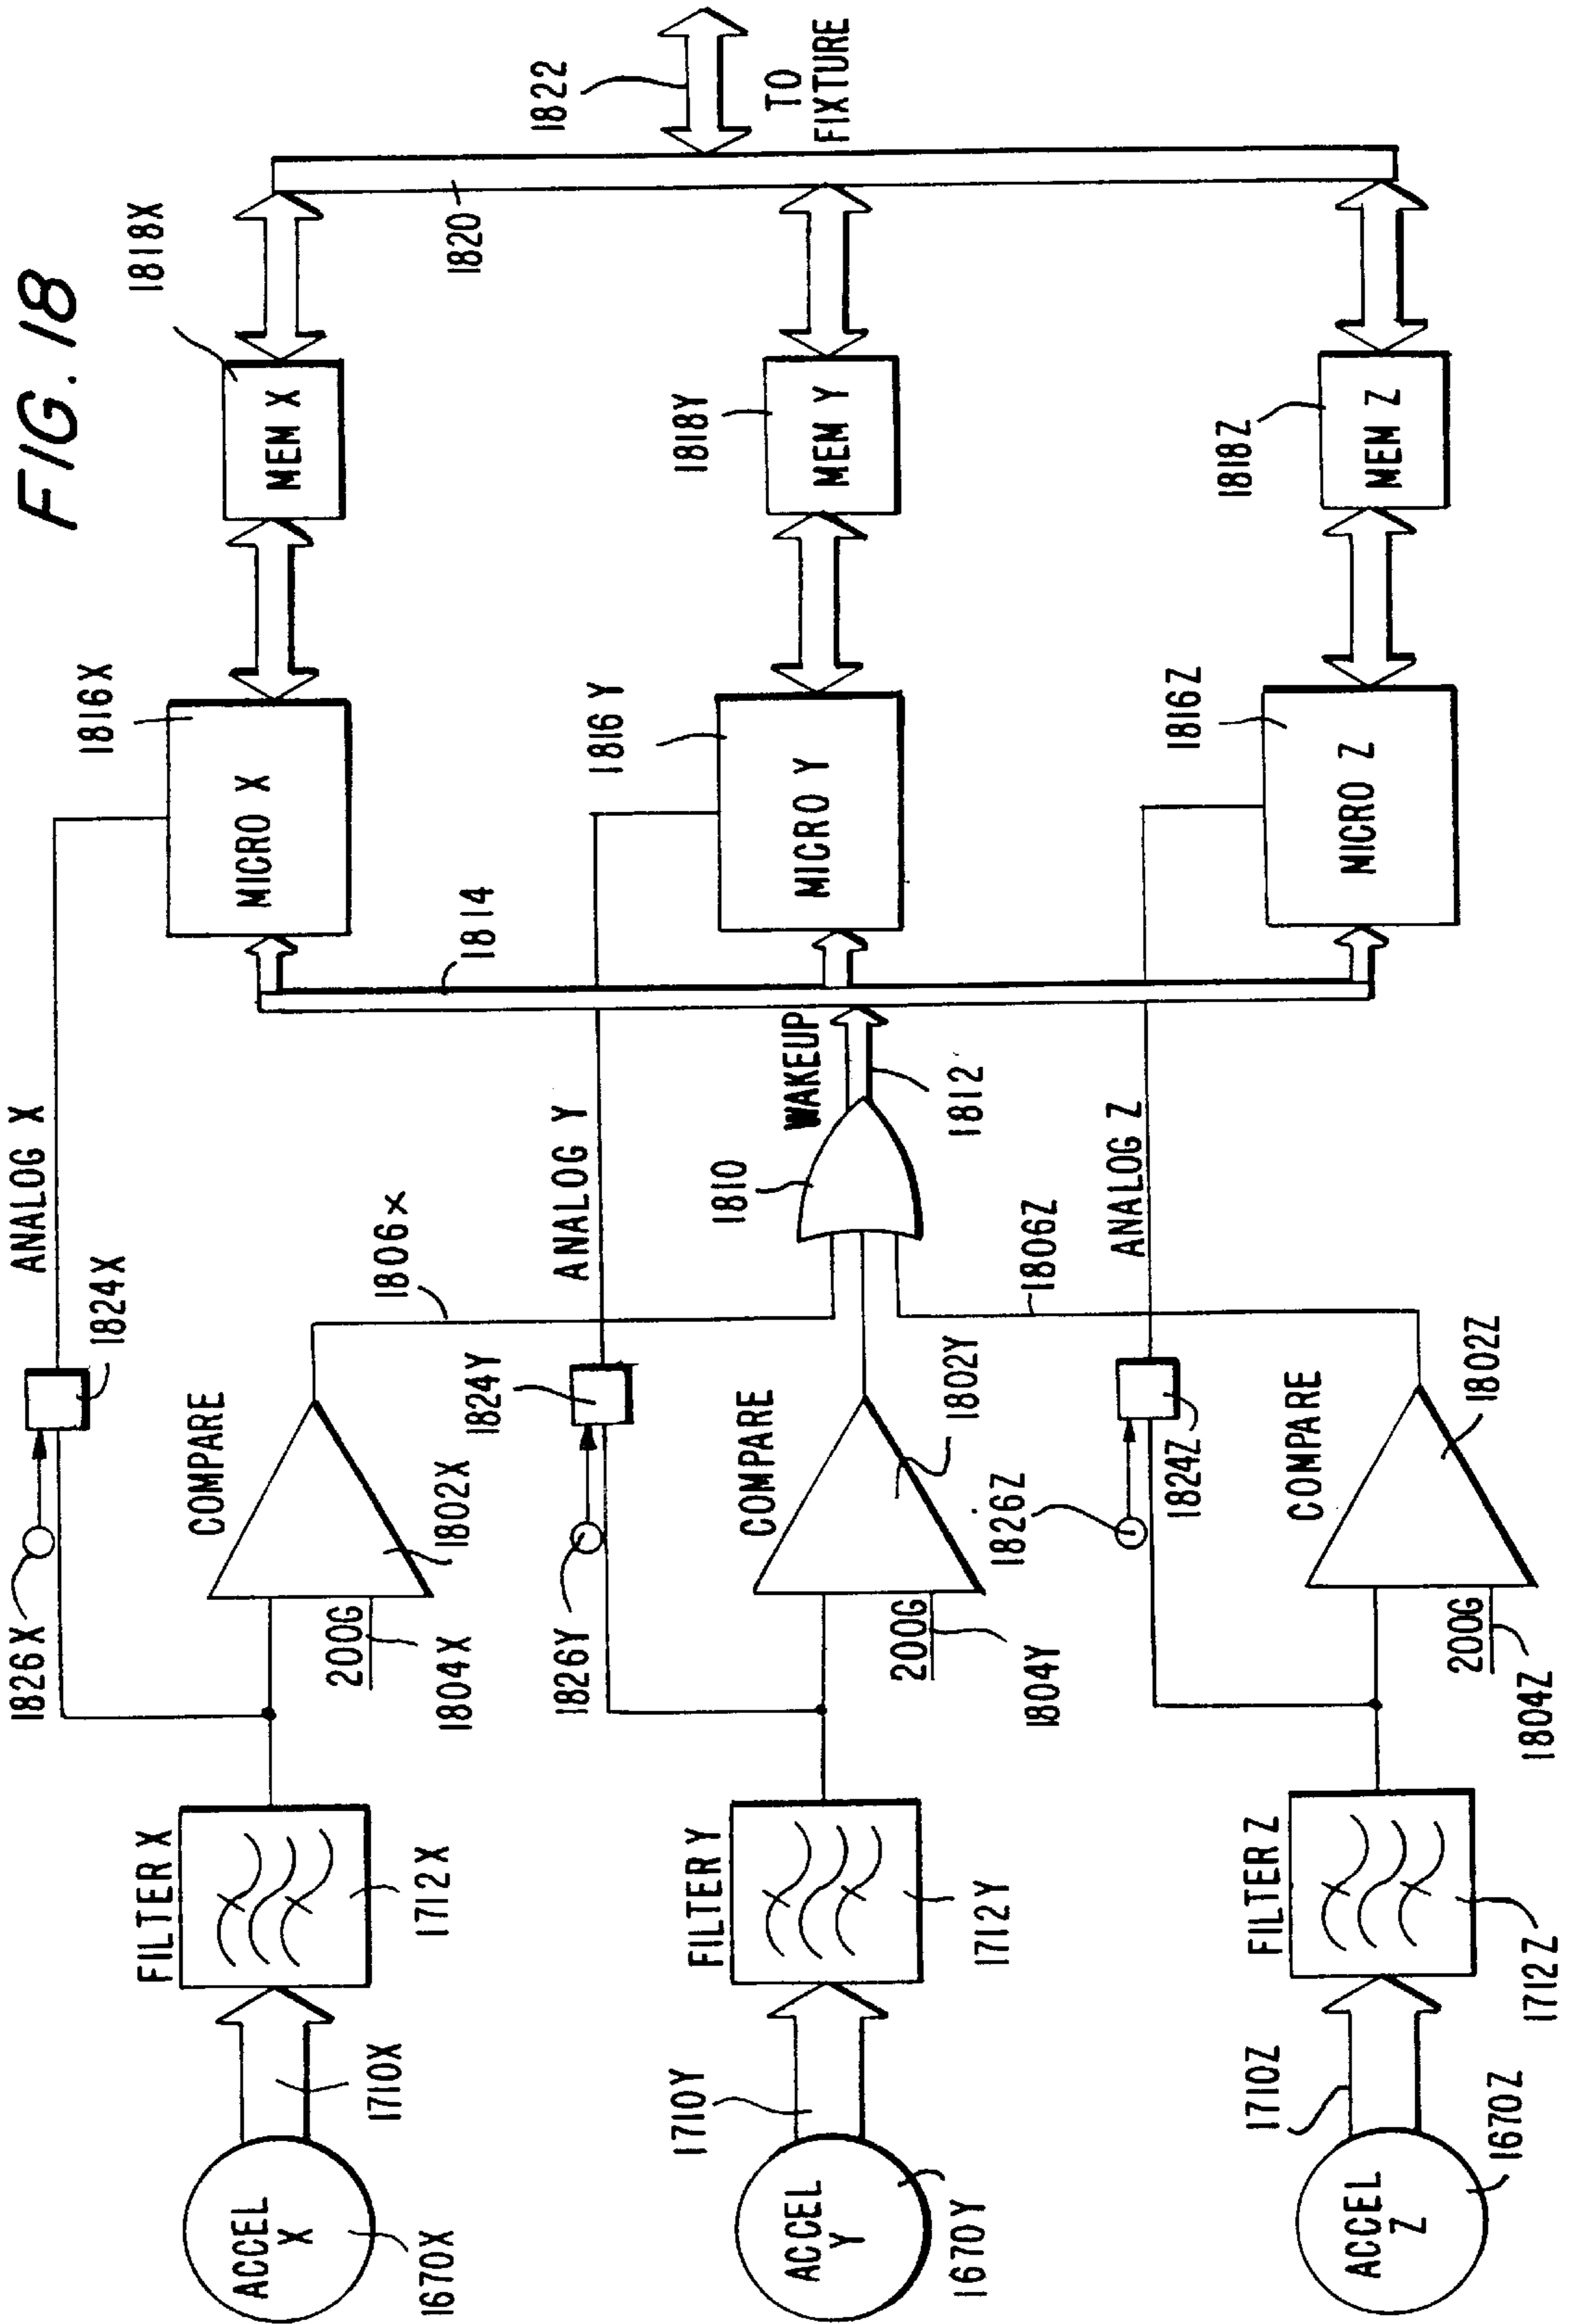 FIG. 18
ANALOG X
1826X
1824X
COMPARE
200G
1804X
1802X
1806x
FILTER X
1712X
1710X
ACCEL
X
1670X
MICRO X
1816X
MEM X
1818X
1814
1820
1822
TO
FIXTURE
ANALOG Y
1826Y
1824Y
COMPARE
200G
1804Y
1802Y
FILTER Y
1712Y
1710Y
ACCEL
Y
1670Y
1810
WAKEUP
1812
MICRO Y
1816Y
MEM Y
1818Y
ANALOG Z
1826Z
1824Z
COMPARE
200G
1804Z
1802Z
1806Z
FILTER Z
1712Z
1710Z
ACCEL
Z
1670Z
MICRO Z
1816Z
MEM Z
1818Z